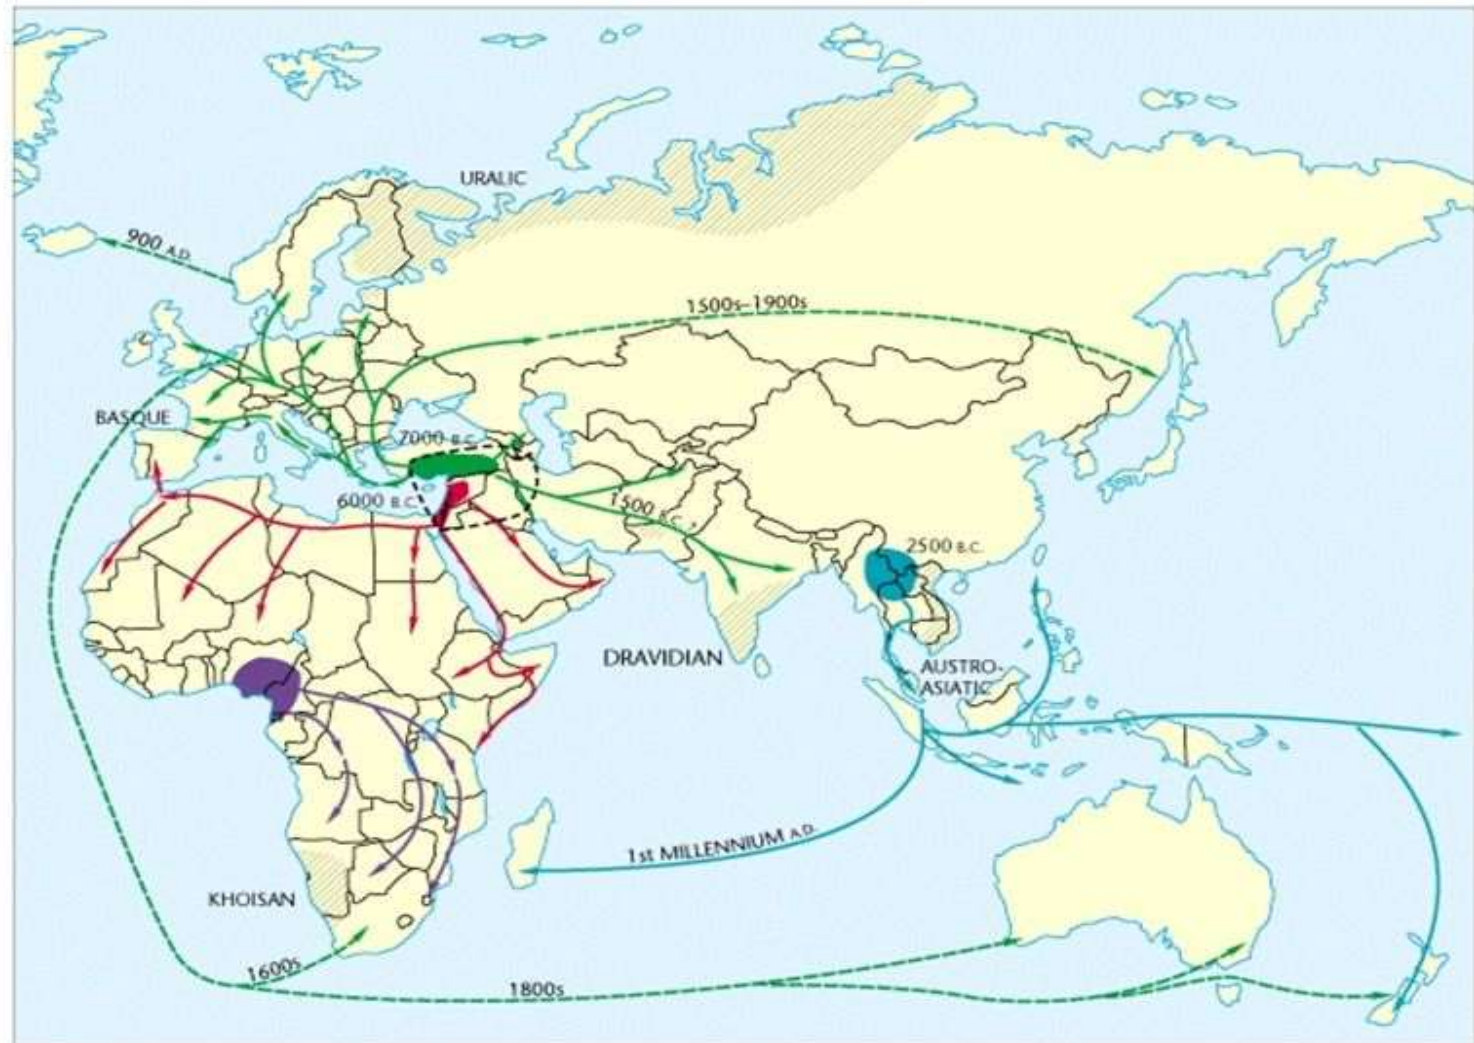 URALIC
900 A.D.
1500s–1900s
BASQUE
7000 B.C.
6000 B.C.
1500 B.C.?
2500 B.C.
DRAVIDIAN
AUSTRO-
ASIATIC
1st MILLENNIUM A.D.
KHOISAN
1600s
1800s